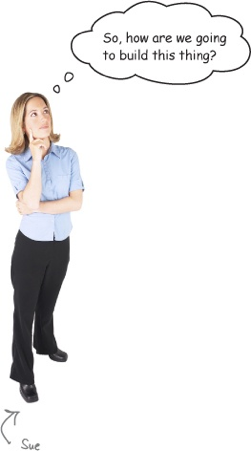 So, how are we going
to build this thing?
Sue